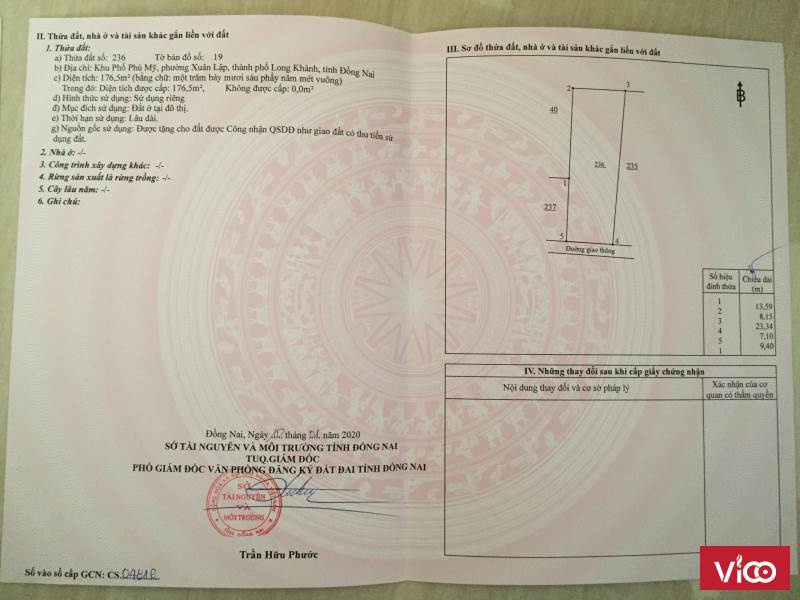 II. Thửa đất, nhà ở và tài sản khác gắn liền với đất
1. Thửa đất:
a) Thửa đất số: 236 Tờ bản đồ số: 19
b) Địa chỉ: Khu Phố Phú Mỹ, phường Xuân Lập, thành phố Long Khánh, tỉnh Đồng Nai
c) Diện tích: 176,5m² (bằng chữ: một trăm bảy mươi sáu phẩy năm mét vuông)
Trong đó: Diện tích được cấp: 176,5m², Không được cấp: 0,0m²
d) Hình thức sử dụng: Sử dụng riêng
đ) Mục đích sử dụng: Đất ở tại đô thị.
e) Thời hạn sử dụng: Lâu dài.
g) Nguồn gốc sử dụng: Được tặng cho đất được Công nhận QSDĐ như giao đất có thu tiền sử
dụng đất.
2. Nhà ở: -/-
3. Công trình xây dựng khác: -/-
4. Rừng sản xuất là rừng trồng: -/-
5. Cây lâu năm: -/-
6. Ghi chú:
Đồng Nai, Ngày tháng năm 2020
SỞ TÀI NGUYÊN VÀ MÔI TRƯỜNG TỈNH ĐỒNG NAI
TUQ.GIÁM ĐỐC
PHÓ GIÁM ĐỐC VĂN PHÒNG ĐĂNG KÝ ĐẤT ĐAI TỈNH ĐỒNG NAI
SỞ
TÀI NGUYÊN
VÀ
MÔI TRƯỜNG
Trần Hữu Phước
Số vào sổ cấp GCN: CS.
III. Sơ đồ thửa đất, nhà ở và tài sản khác gắn liền với đất
B
2
3
40
236
235
1
237
5
4
Đường giao thông
Số hiệu đỉnh thửa Chiều dài (m)
1
13,59
2
8,15
3
23,34
4
7,10
5
9,40
1
IV. Những thay đổi sau khi cấp giấy chứng nhận
Nội dung thay đổi và cơ sở pháp lý
Xác nhận của cơ
quan có thẩm quyền
ViCO